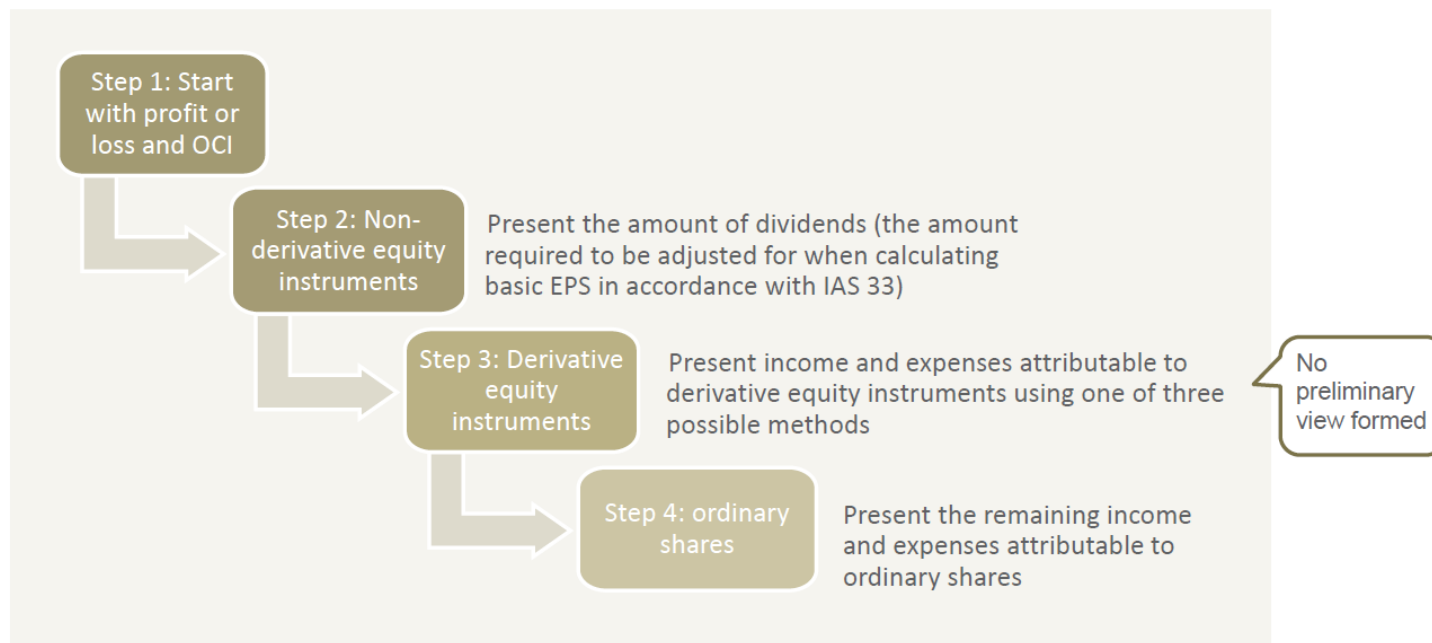 Step 1: Start
with profit or
loss and OCI
Step 2: Non-
derivative equity
instruments
Present the amount of dividends (the amount
required to be adjusted for when calculating
basic EPS in accordance with IAS 33)
Step 3: Derivative
equity
instruments
Present income and expenses attributable to
derivative equity instruments using one of three
possible methods
No
preliminary
view formed
Step 4: ordinary
shares
Present the remaining income
and expenses attributable to
ordinary shares